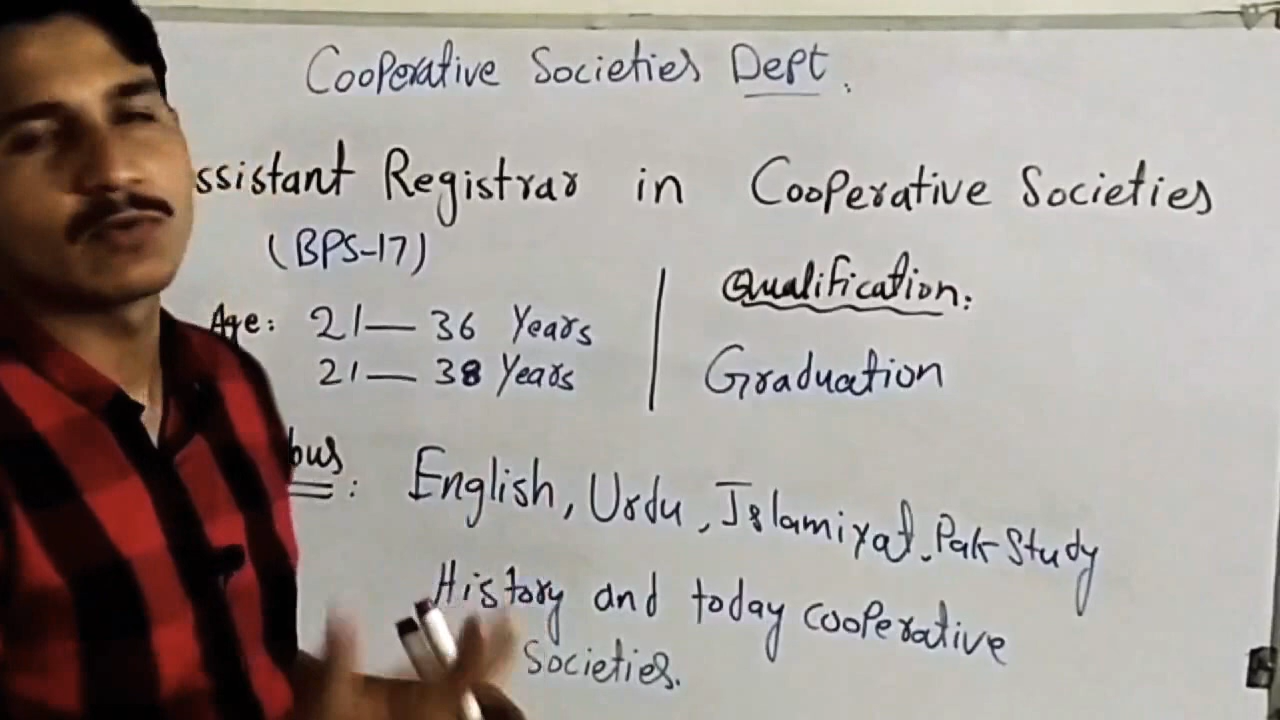 Cooperative Societies Dept.
ssistant Registrar in Cooperative Societies
(BPS-17)
Qualification:
Age: 21— 36 Years
21— 38 Years
Graduation
bus : English, Urdu, Islamiyat, Pak Study
History and today cooperative
Societies.